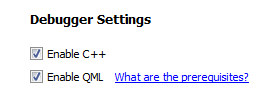 Debugger Settings
Enable C++
Enable QML What are the prerequisites?